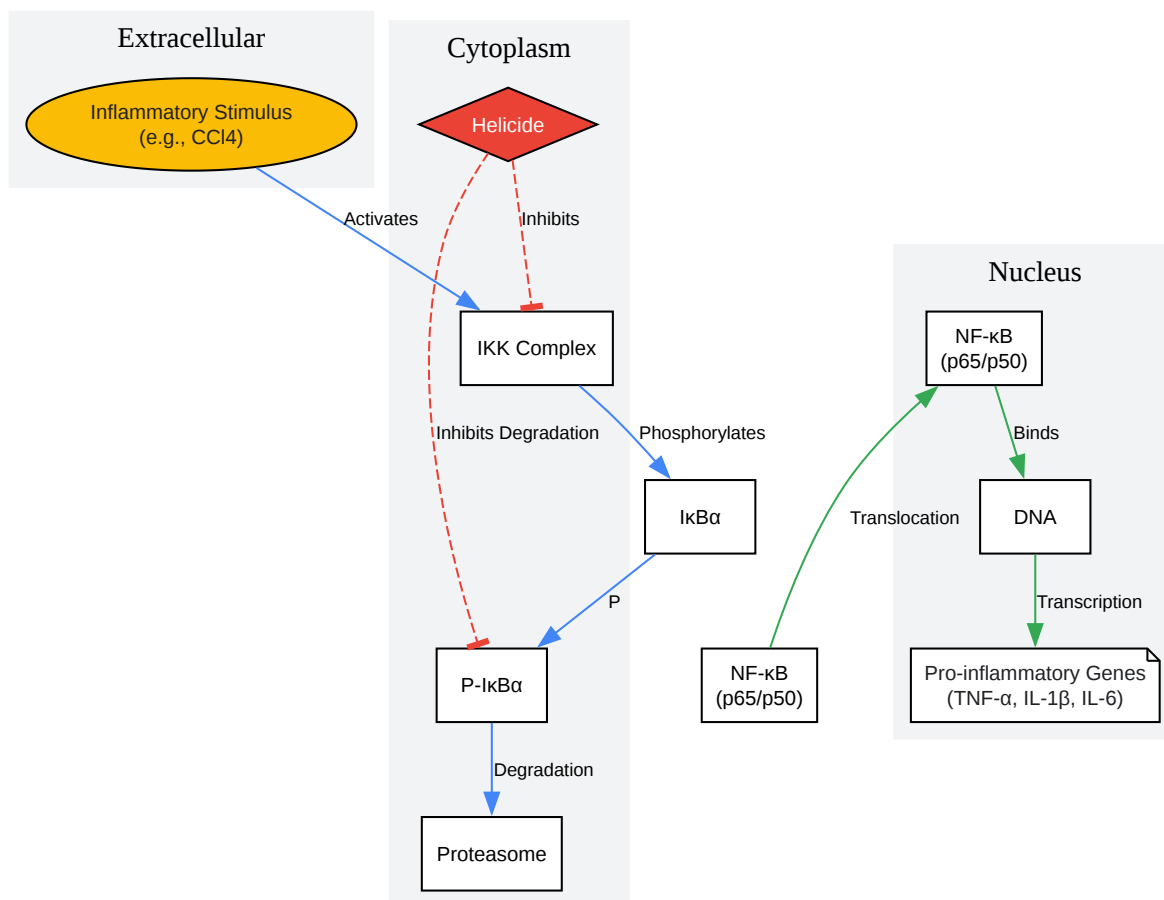 Extracellular
Inflammatory Stimulus
(e.g., CCl4)
Cytoplasm
Helicide
Activates
Inhibits
IKK Complex
Inhibits Degradation
Phosphorylates
IκBα
P
P-IκBα
Degradation
Proteasome
NF-κB
(p65/p50)
Translocation
Nucleus
NF-κB
(p65/p50)
Binds
DNA
Transcription
Pro-inflammatory Genes
(TNF-α, IL-1β, IL-6)